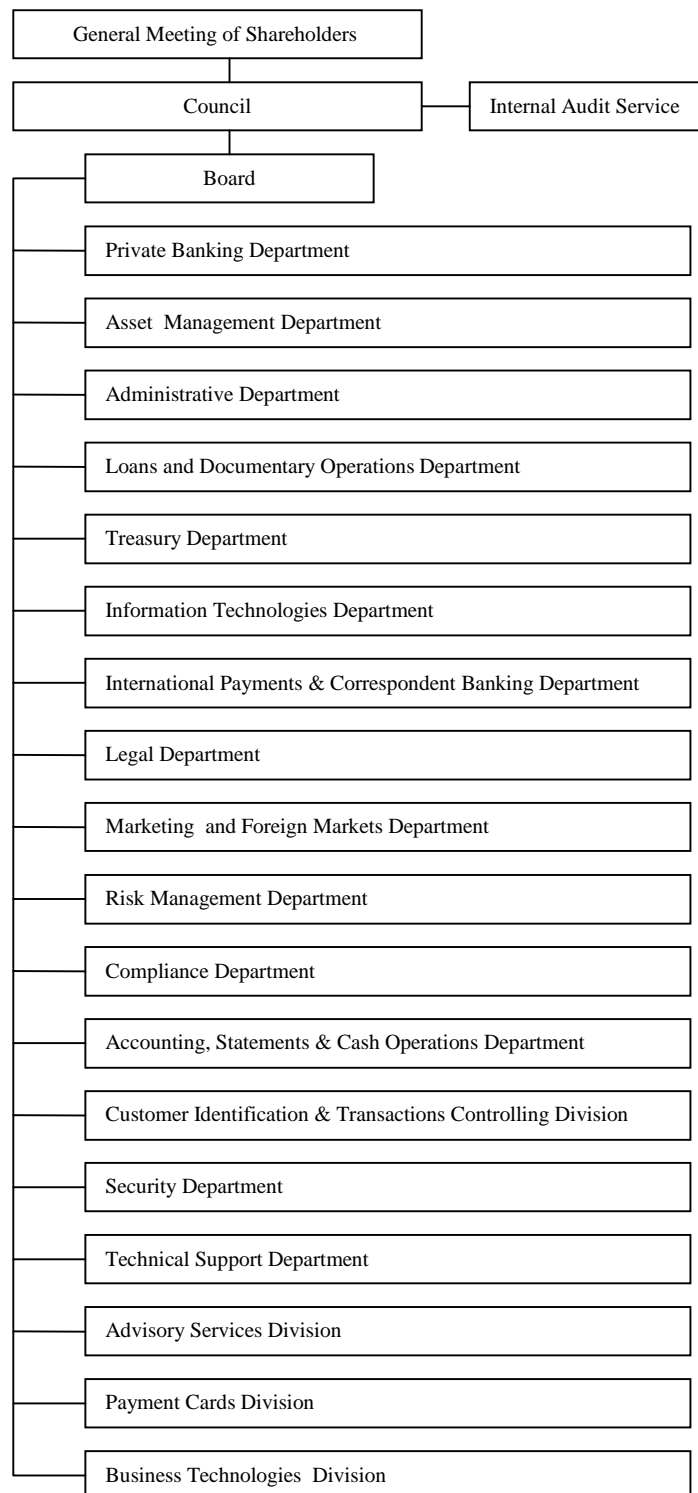 General Meeting of Shareholders
Council
Internal Audit Service
Board
Private Banking Department
Asset  Management Department
Administrative Department
Loans and Documentary Operations Department
Treasury Department
Information Technologies Department
International Payments & Correspondent Banking Department
Legal Department
Marketing  and Foreign Markets Department
Risk Management Department
Compliance Department
Accounting, Statements & Cash Operations Department
Customer Identification & Transactions Controlling Division
Security Department
Technical Support Department
Advisory Services Division
Payment Cards Division
Business Technologies  Division